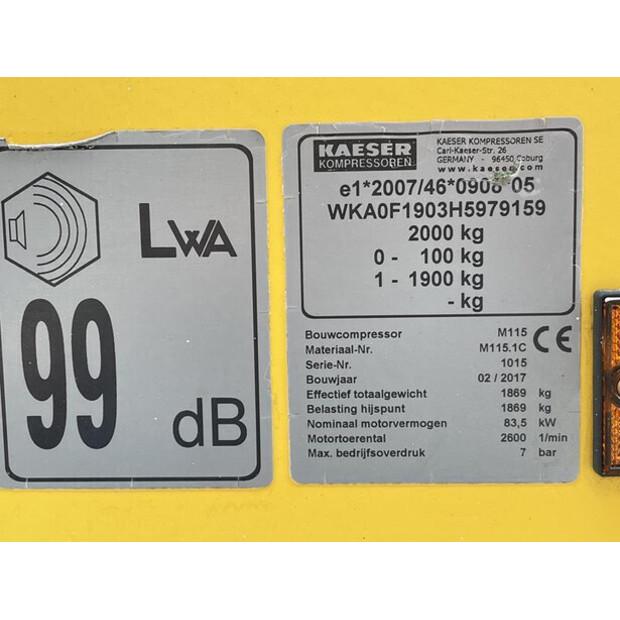 LWA
99
dB
KAESER
KOMPRESSOREN
KAESER KOMPRESSOREN SE
Carl-Kaeser-Str. 26
GERMANY - 96450 Coburg
www.kaeser.com
e1*2007/46*0908*05
WKA0F1903H5979159
2000 kg
0 - 100 kg
1 - 1900 kg
- kg
CE
Bouwcompressor M115
Materiaal-Nr. M115.1C
Serie-Nr. 1015
Bouwjaar 02 / 2017
Effectief totaalgewicht 1869 kg
Belasting hijspunt 1869 kg
Nominaal motorvermogen 83,5 kW
Motortoerental 2600 1/min
Max. bedrijfsoverdruk 7 bar